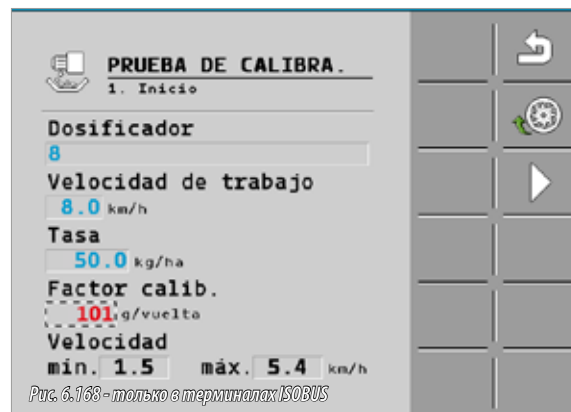 PRUEBA DE CALIBRA.
1. Inicio
Dosificador
8
Velocidad de trabajo
8.0 km/h
Tasa
50.0 kg/ha
Factor calib.
101 g/vuelta
Velocidad
mín. 1.5 máx. 5.4 km/h
Рис. 6.168 - только в терминалах ISOBUS